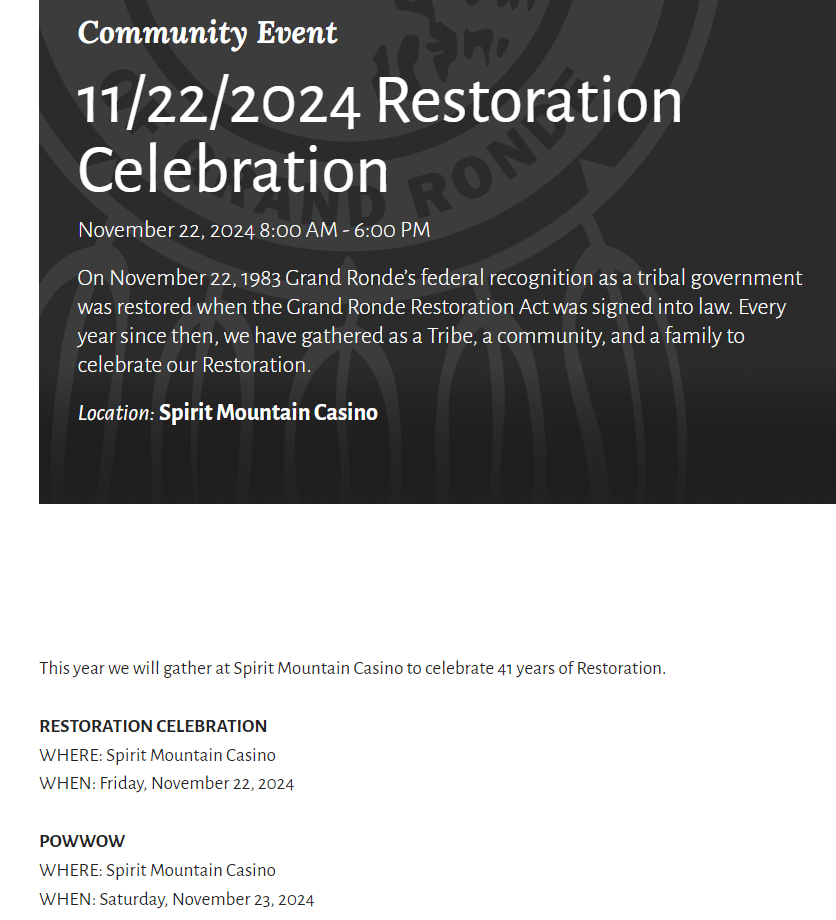 Community Event
11/22/2024 Restoration
Celebration
OF GRAND RONDE
November 22, 2024 8:00 AM - 6:00 PM
On November 22, 1983 Grand Ronde’s federal recognition as a tribal government
was restored when the Grand Ronde Restoration Act was signed into law. Every
year since then, we have gathered as a Tribe, a community, and a family to
celebrate our Restoration.
Location: Spirit Mountain Casino
This year we will gather at Spirit Mountain Casino to celebrate 41 years of Restoration.
RESTORATION CELEBRATION
WHERE: Spirit Mountain Casino
WHEN: Friday, November 22, 2024
POWWOW
WHERE: Spirit Mountain Casino
WHEN: Saturday, November 23, 2024